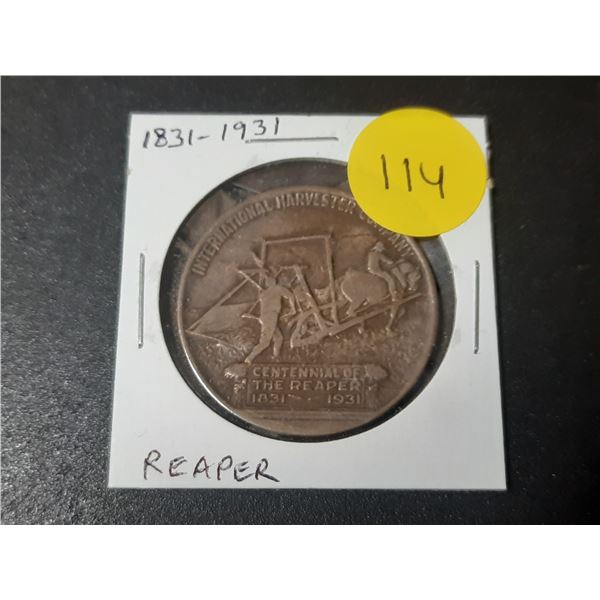 1831-1931
114
INTERNATIONAL HARVESTER COMPANY
CENTENNIAL OF
THE REAPER
1831 - 1931
REAPER